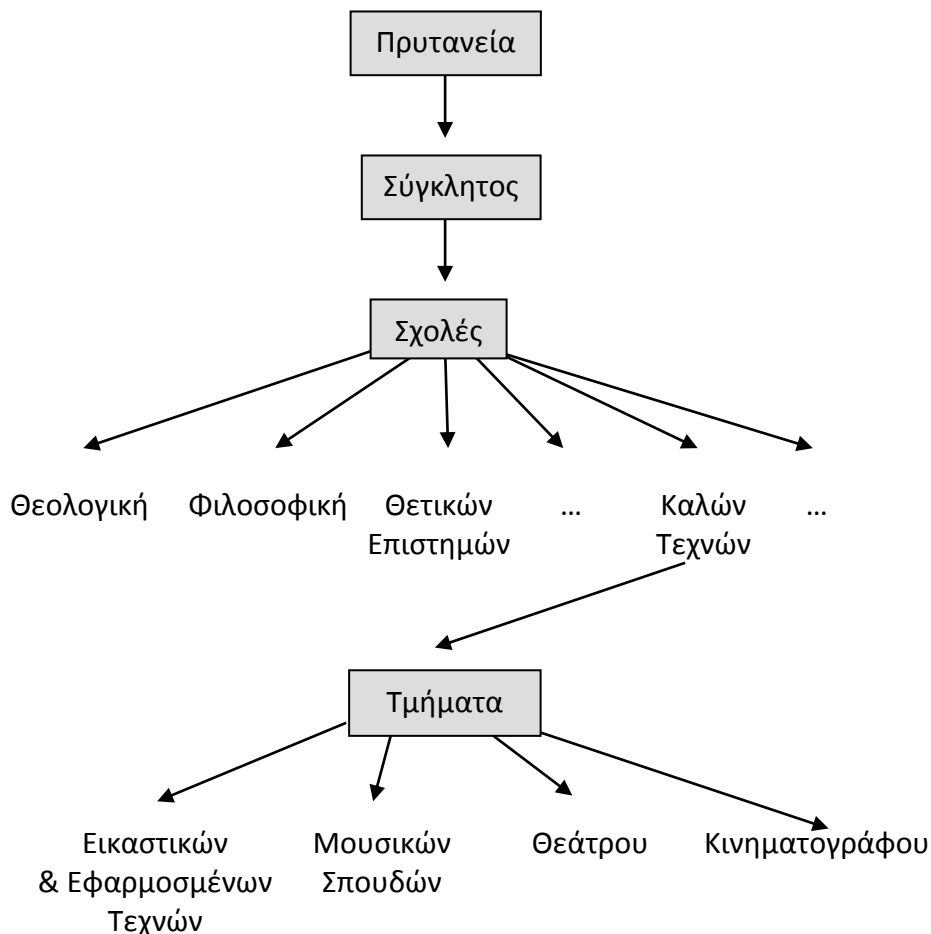 Πρυτανεία
Σύγκλητος
Σχολές
Θεολογική
Φιλοσοφική
Θετικών
Επιστημών
...
Καλών
Τεχνών
...
Τμήματα
Εικαστικών
& Εφαρμοσμένων
Τεχνών
Μουσικών
Σπουδών
Θεάτρου
Κινηματογράφου